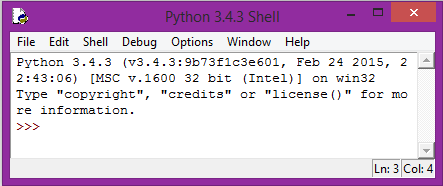 Python 3.4.3 Shell
File Edit Shell Debug Options Window Help
Python 3.4.3 (v3.4.3:9b73f1c3e601, Feb 24 2015, 2
2:43:06) [MSC v.1600 32 bit (Intel)] on win32
Type "copyright", "credits" or "license()" for mo
re information.
>>>
Ln: 3 Col: 4